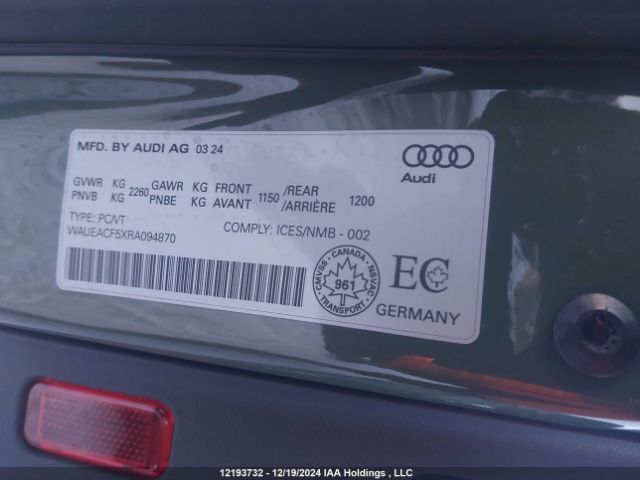 MFD. BY AUDI AG 03 24
Audi
GVWR KG 2260 GAWR KG FRONT 1150 /REAR 1200
PNVB KG PNBE KG AVANT /ARRIÈRE
TYPE: PC/VT
WAUEACF5XRA094870
COMPLY: ICES/NMB - 002
CMVSS - CANADA - NSVAC - TRANSPORT -
961
EC
GERMANY
12193732 - 12/19/2024 IAA Holdings , LLC